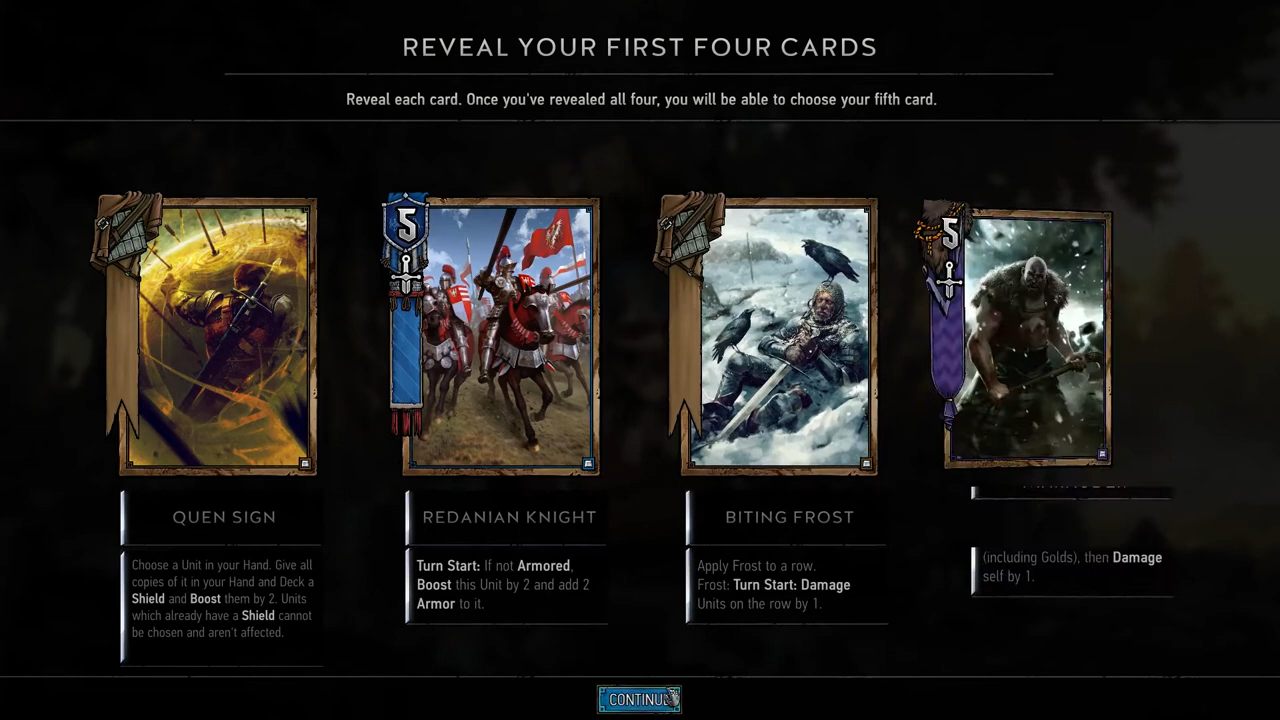 REVEAL YOUR FIRST FOUR CARDS
Reveal each card. Once you've revealed all four, you will be able to choose your fifth card.
5
5
QUEN SIGN
REDANIAN KNIGHT
BITING FROST
Choose a Unit in your Hand. Give all
copies of it in your Hand and Deck a
Shield and Boost them by 2. Units
which already have a Shield cannot
be chosen and aren't affected.
Turn Start: If not Armored,
Boost this Unit by 2 and add 2
Armor to it.
Apply Frost to a row.
Frost: Turn Start: Damage
Units on the row by 1.
(including Golds), then Damage
self by 1.
CONTINUE